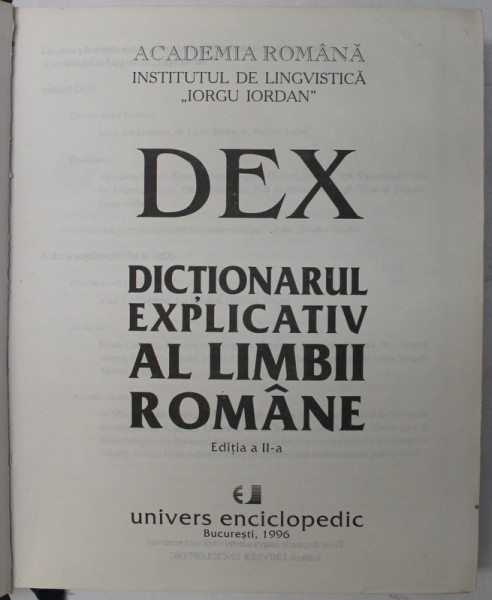 ACADEMIA ROMÂNĂ
INSTITUTUL DE LINGVISTICĂ
„IORGU IORDAN”
DEX
DICȚIONARUL
EXPLICATIV
AL LIMBII
ROMÂNE
Ediția a II-a
univers enciclopedic
București, 1996